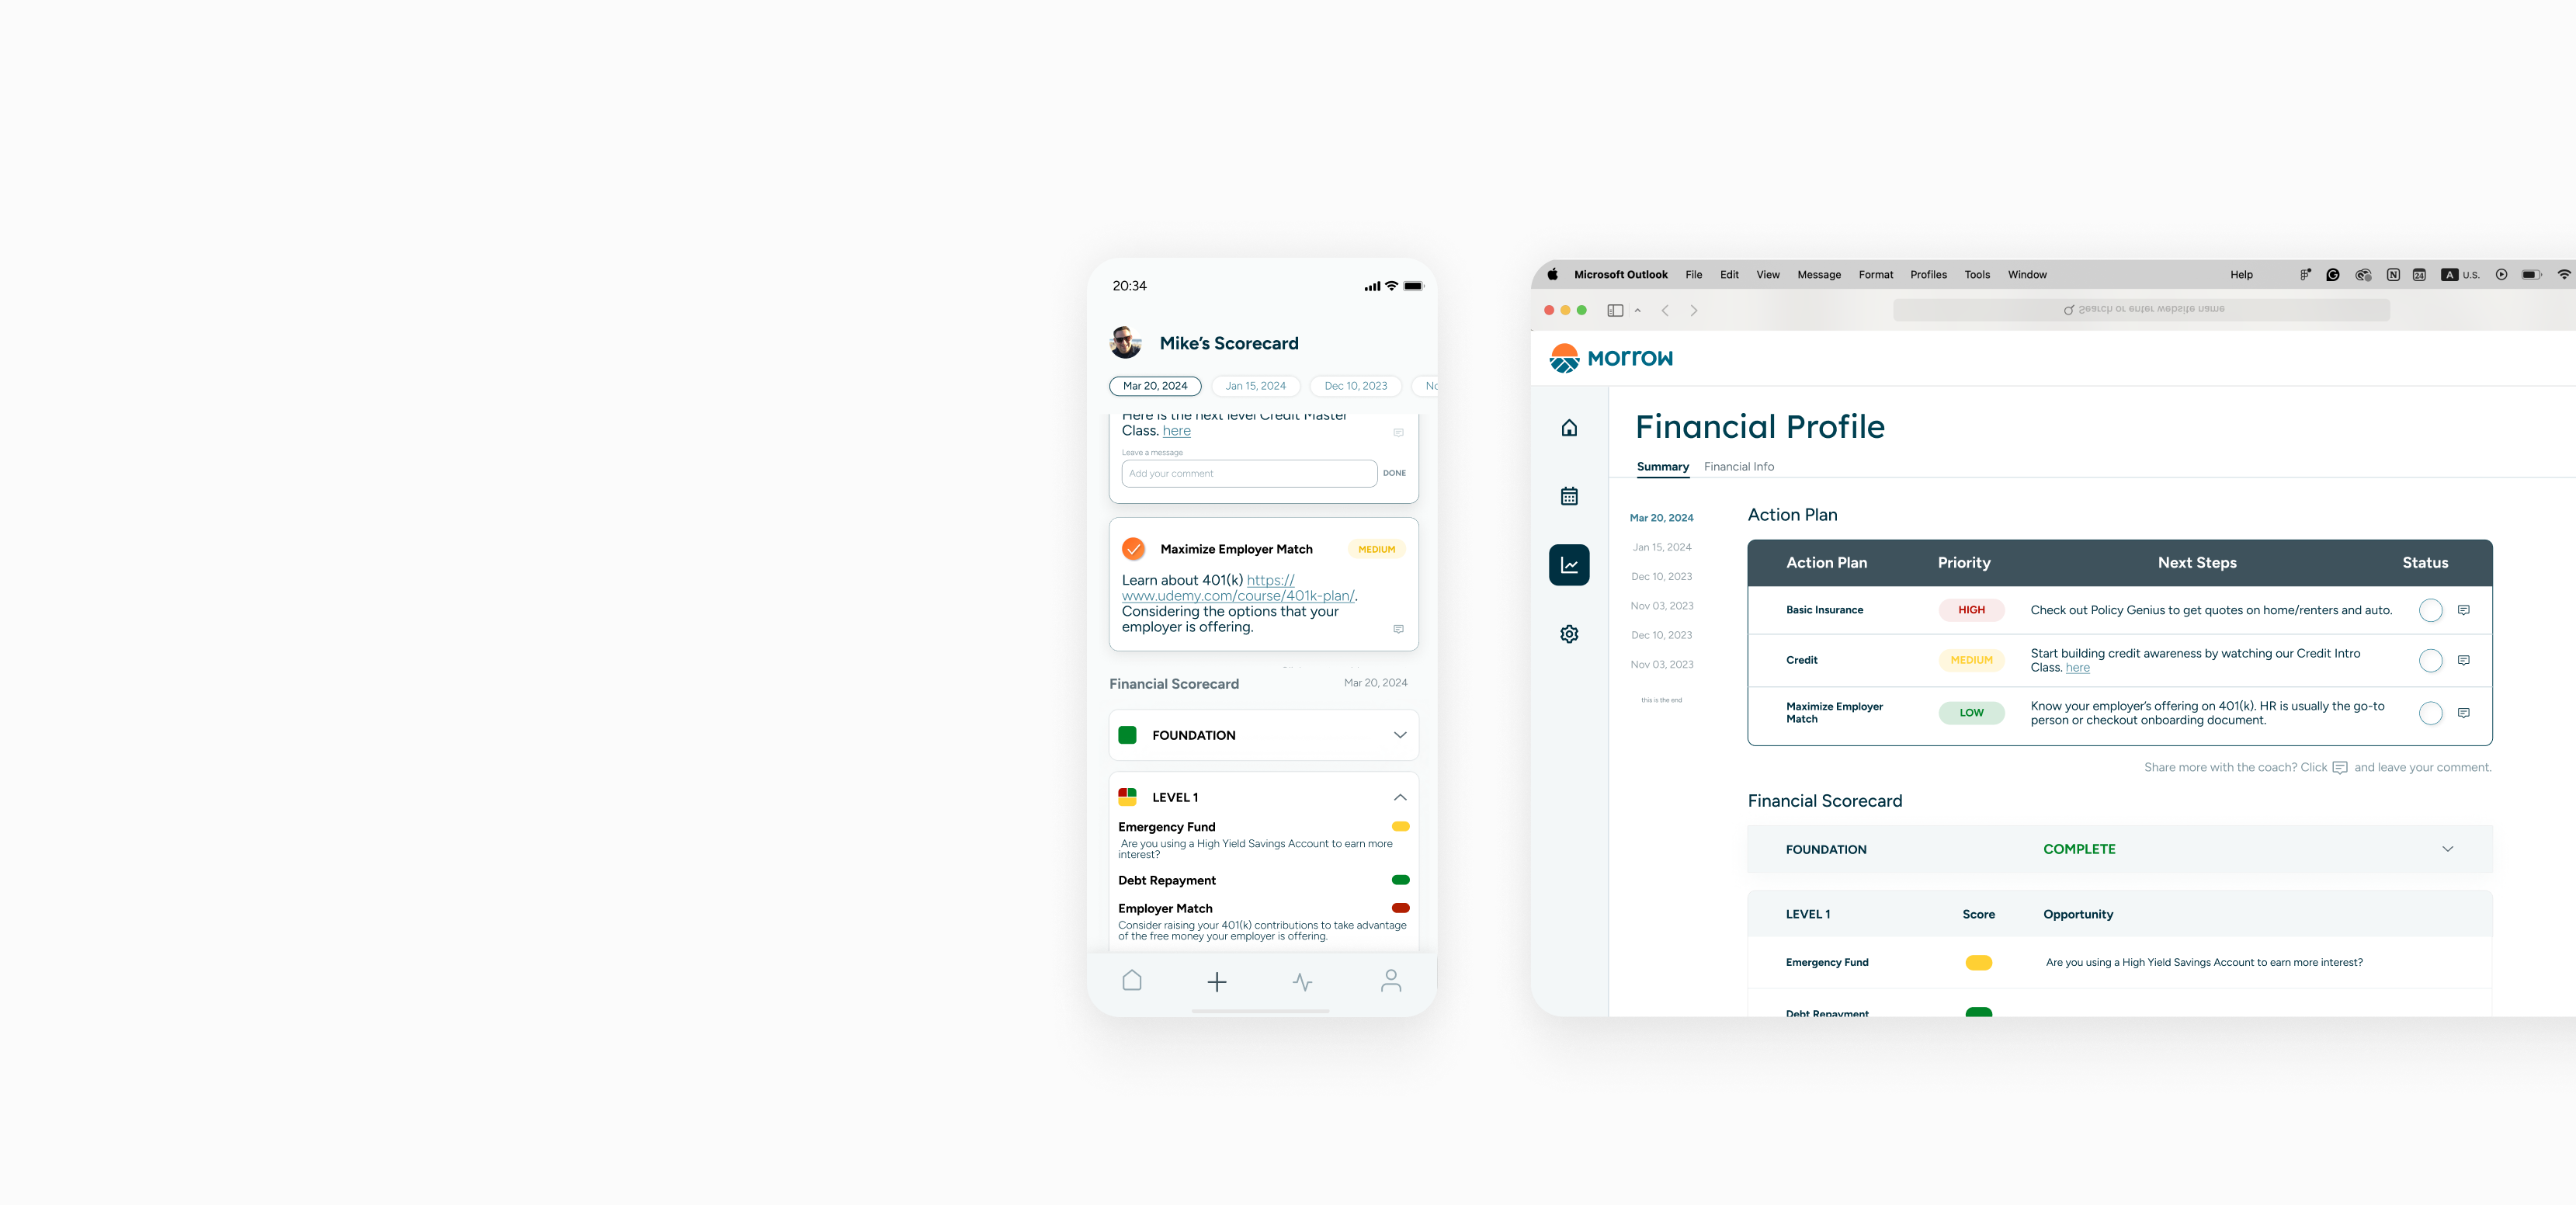 20:34
Mike's Scorecard
Mar 20, 2024
Jan 15, 2024
Dec 10, 2023
Here is the next level Credit Master
Class. here
Leave a message
Add your comment
DONE
Maximize Employer Match
MEDIUM
Learn about 401(k) https://
www.udemy.com/course/401k-plan/.
Considering the options that your
employer is offering.
Financial Scorecard
Mar 20, 2024
FOUNDATION
LEVEL 1
Emergency Fund
Are you using a High Yield Savings Account to earn more
interest?
Debt Repayment
Employer Match
Consider raising your 401(k) contributions to take advantage
of the free money your employer is offering.
Microsoft Outlook File Edit View Message Format Profiles Tools Window Help
N 24 A U.S.
Search or enter website name
MORROW
Financial Profile
Summary Financial Info
Mar 20, 2024
Jan 15, 2024
Dec 10, 2023
Nov 03, 2023
Dec 10, 2023
Nov 03, 2023
this is the end
Action Plan
Action Plan Priority Next Steps Status
Basic Insurance HIGH Check out Policy Genius to get quotes on home/renters and auto.
Credit MEDIUM Start building credit awareness by watching our Credit Intro
Class. here
Maximize Employer
Match
LOW
Know your employer's offering on 401(k). HR is usually the go-to
person or checkout onboarding document.
Share more with the coach? Click and leave your comment.
Financial Scorecard
FOUNDATION COMPLETE
LEVEL 1 Score Opportunity
Emergency Fund Are you using a High Yield Savings Account to earn more interest?
Debt Repayment